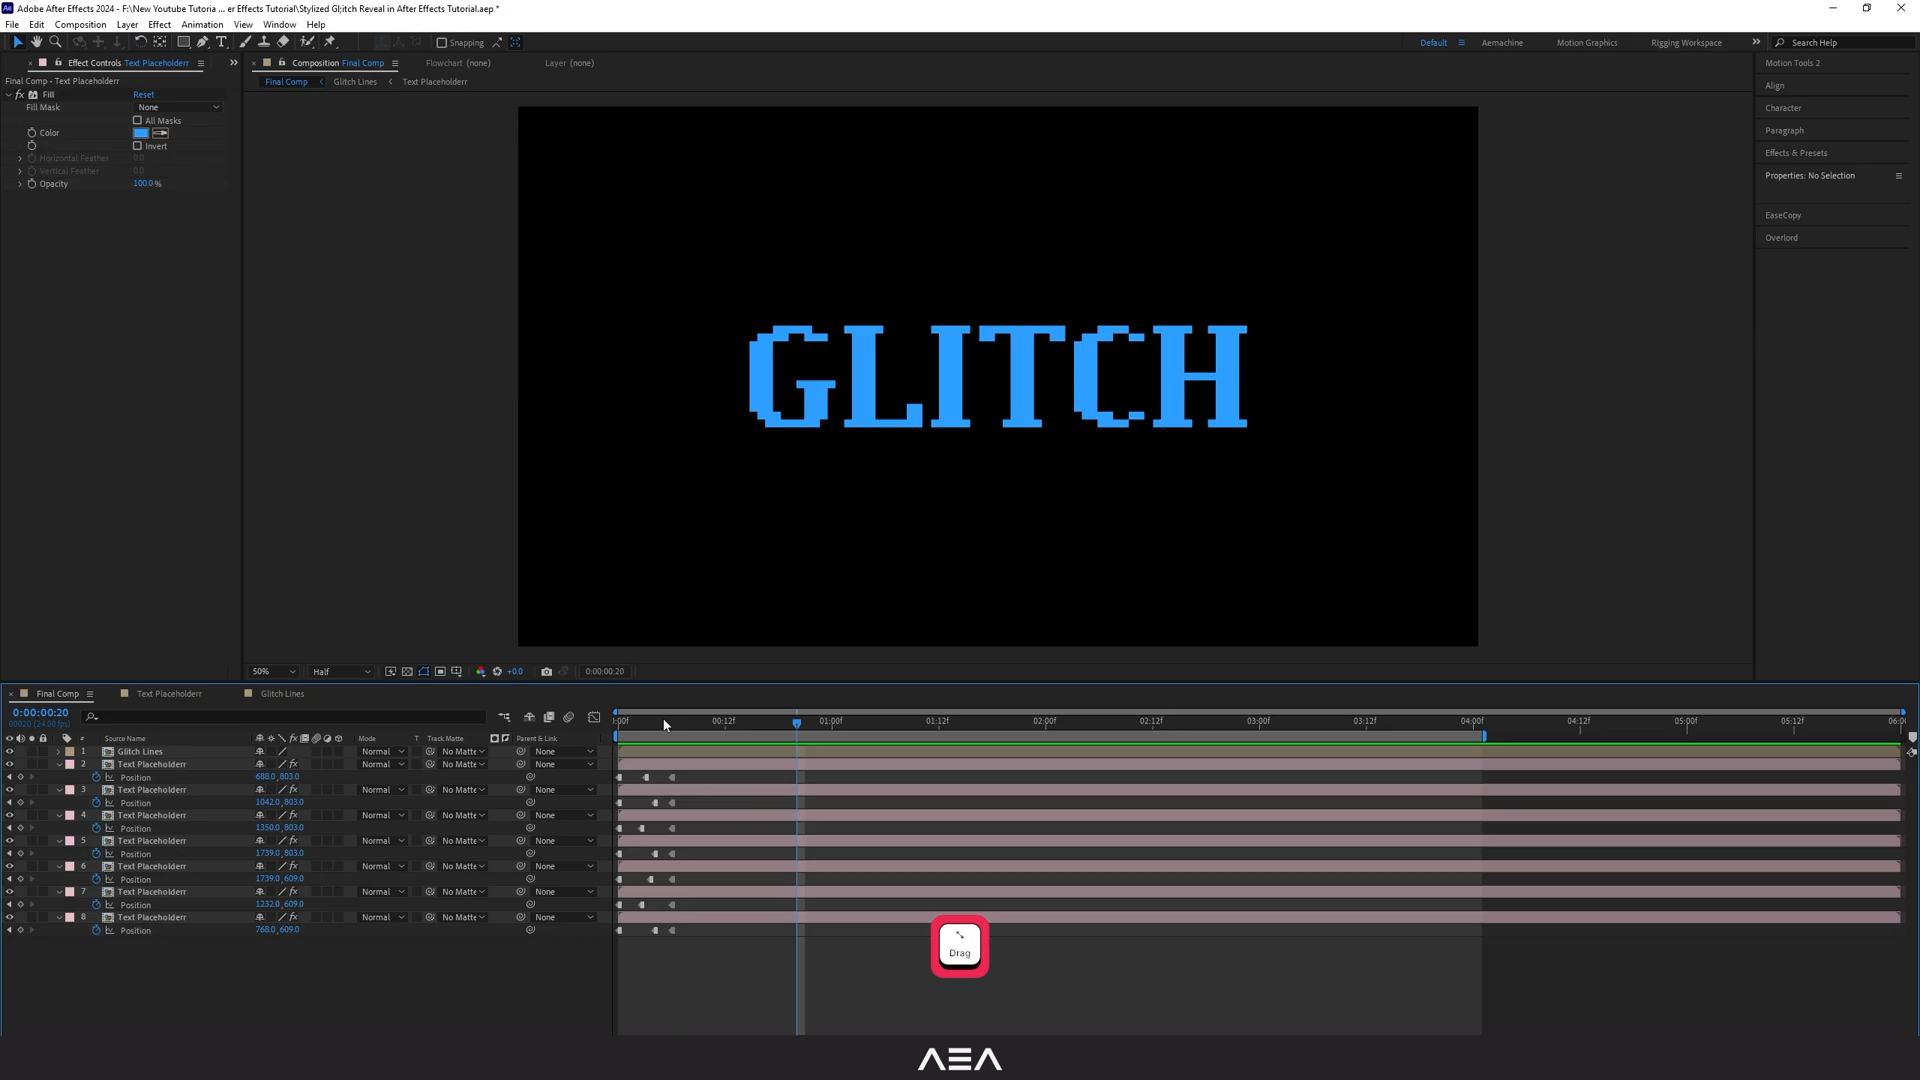 Adobe After Effects 2024 - F:\New Youtube Tutoria ... er Effects Tutorial\Stylized Gl;itch Reveal in After Effects Tutorial.aep *
File Edit Composition Layer Effect Animation View Window Help
Snapping
Default Aemachine Motion Graphics Rigging Workspace Search Help
Effect Controls Text Placeholderr
Composition Final Comp Flowchart (none) Layer (none)
Final Comp • Text Placeholderr
Final Comp Glitch Lines Text Placeholderr
fx Fill Reset
Fill Mask None
All Masks
Color
Invert
Horizontal Feather 0.0
Vertical Feather 0.0
Opacity 100.0 %
Motion Tools 2
Align
Character
Paragraph
Effects & Presets
Properties: No Selection
EaseCopy
Overlord
GLITCH
50% Half +0.0 0:00:00:20
Final Comp Text Placeholderr Glitch Lines
0:00:00:20
00020 (24.00 fps)
:00f 00:12f 01:00f 01:12f 02:00f 02:12f 03:00f 03:12f 04:00f 04:12f 05:00f 05:12f 06:0
# Source Name Mode T Track Matte Parent & Link
1 Glitch Lines Normal No Matte None
2 Text Placeholderr Normal No Matte None
Position 688.0,803.0
3 Text Placeholderr Normal No Matte None
Position 1042.0,803.0
4 Text Placeholderr Normal No Matte None
Position 1350.0,803.0
5 Text Placeholderr Normal No Matte None
Position 1739.0,803.0
6 Text Placeholderr Normal No Matte None
Position 1739.0,609.0
7 Text Placeholderr Normal No Matte None
Position 1232.0,609.0
8 Text Placeholderr Normal No Matte None
Position 768.0,609.0
Drag
AEA